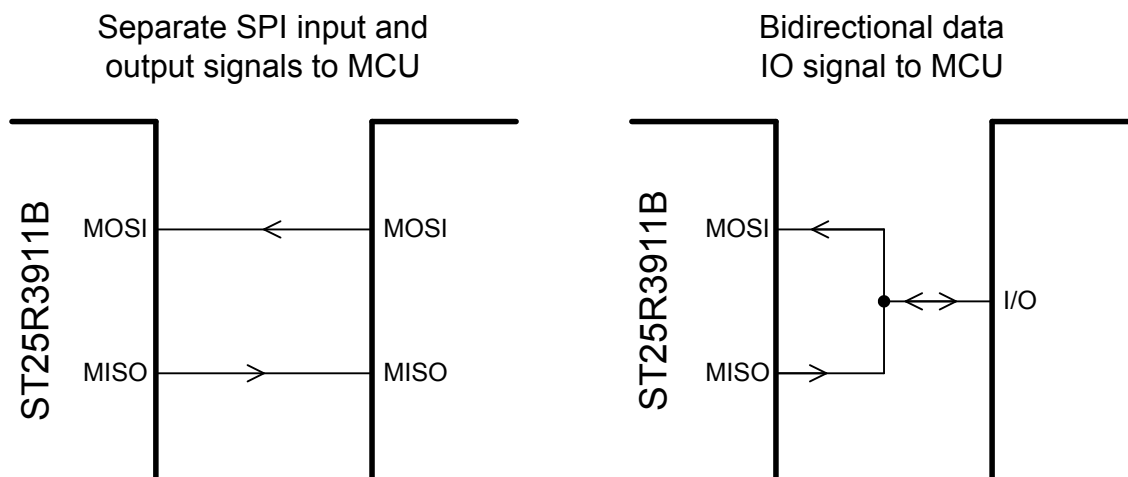 Separate SPI input and
output signals to MCU
ST25R3911B
MOSI
MOSI
MISO
MISO
Bidirectional data
IO signal to MCU
ST25R3911B
MOSI
I/O
MISO